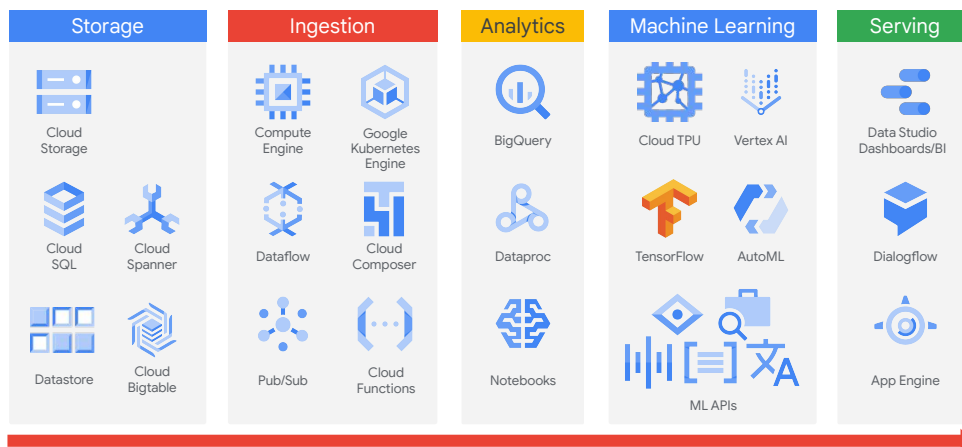 Storage
Ingestion
Analytics
Machine Learning
Serving
Cloud
Storage
Compute
Engine
Google
Kubernetes
Engine
BigQuery
Cloud TPU
Vertex AI
Data Studio
Dashboards/BI
Cloud
SQL
Cloud
Spanner
Dataflow
Cloud
Composer
Dataproc
TensorFlow
AutoML
Dialogflow
Datastore
Cloud
Bigtable
Pub/Sub
Cloud
Functions
Notebooks
ML APIs
App Engine